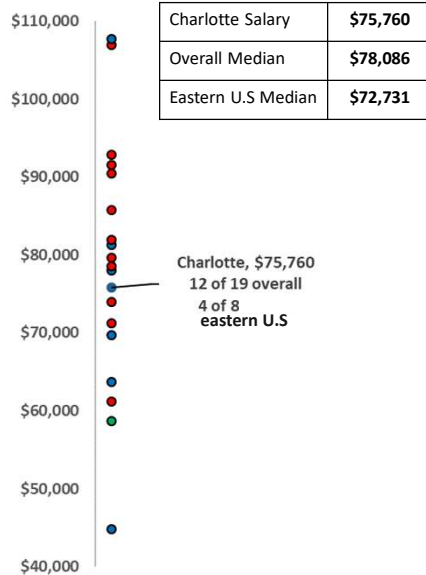 $110,000
$100,000
$90,000
$80,000
$70,000
$60,000
$50,000
$40,000
Charlotte Salary $75,760
Overall Median $78,086
Eastern U.S Median $72,731
Charlotte, $75,760
12 of 19 overall
4 of 8
eastern U.S